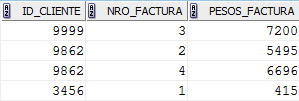 ID_CLIENTE NRO_FACTURA PESOS_FACTURA
9999 3 7200
9862 2 5495
9862 4 6696
3456 1 415